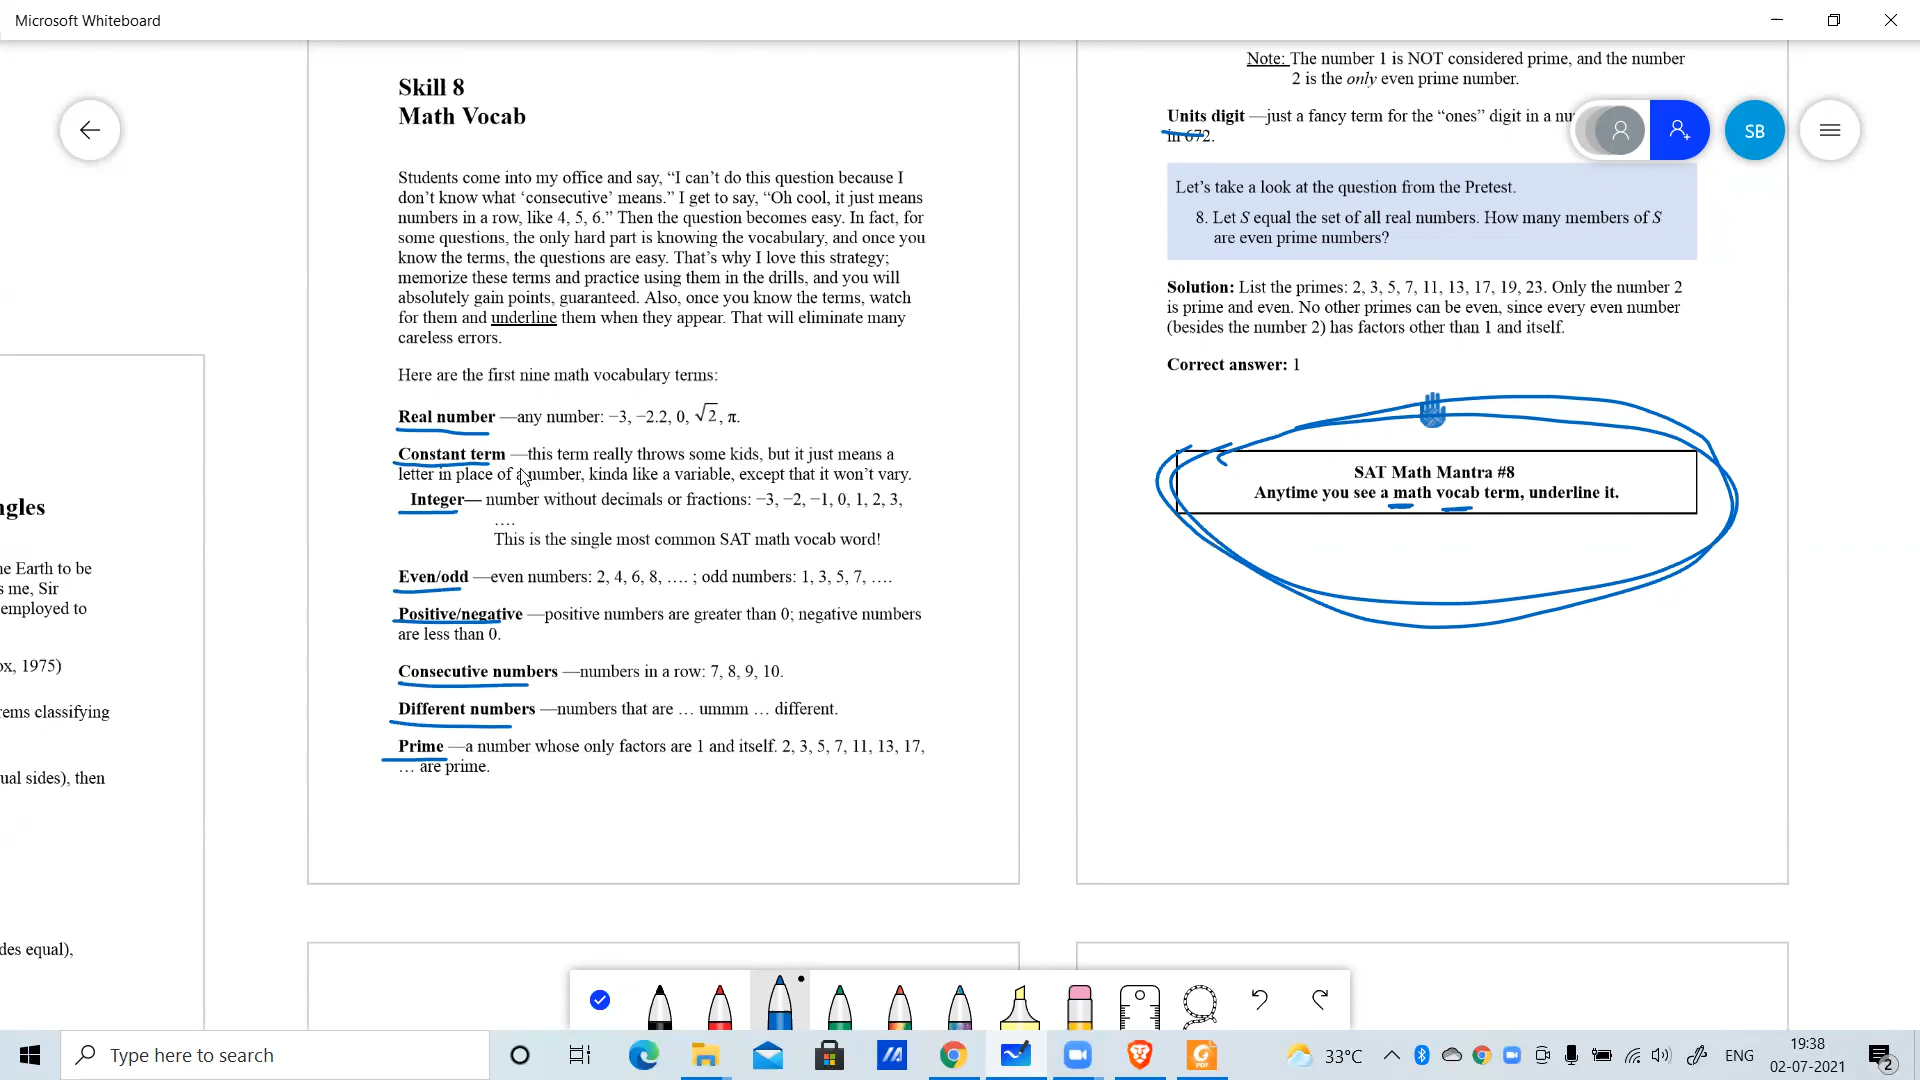 Microsoft Whiteboard
Skill 8
Math Vocab
Students come into my office and say, “I can’t do this question because I
don’t know what ‘consecutive’ means.” I get to say, “Oh cool, it just means
numbers in a row, like 4, 5, 6.” Then the question becomes easy. In fact, for
some questions, the only hard part is knowing the vocabulary, and once you
know the terms, the questions are easy. That’s why I love this strategy;
memorize these terms and practice using them in the drills, and you will
absolutely gain points, guaranteed. Also, once you know the terms, watch
for them and underline them when they appear. That will eliminate many
careless errors.
Here are the first nine math vocabulary terms:
Real number —any number: −3, −2.2, 0, √2, π.
Constant term —this term really throws some kids, but it just means a
letter in place of a number, kinda like a variable, except that it won’t vary.
Integer— number without decimals or fractions: −3, −2, −1, 0, 1, 2, 3,
….
This is the single most common SAT math vocab word!
Even/odd —even numbers: 2, 4, 6, 8, …. ; odd numbers: 1, 3, 5, 7, ….
Positive/negative —positive numbers are greater than 0; negative numbers
are less than 0.
Consecutive numbers —numbers in a row: 7, 8, 9, 10.
Different numbers —numbers that are … ummm … different.
Prime —a number whose only factors are 1 and itself. 2, 3, 5, 7, 11, 13, 17,
… are prime.
Note: The number 1 is NOT considered prime, and the number
2 is the only even prime number.
Units digit —just a fancy term for the “ones” digit in a
in 672.
SB
Let’s take a look at the question from the Pretest.
8. Let S equal the set of all real numbers. How many members of S
are even prime numbers?
Solution: List the primes: 2, 3, 5, 7, 11, 13, 17, 19, 23. Only the number 2
is prime and even. No other primes can be even, since every even number
(besides the number 2) has factors other than 1 and itself.
Correct answer: 1
SAT Math Mantra #8
Anytime you see a math vocab term, underline it.
ngles
ne Earth to be
s me, Sir
employed to
ox, 1975)
rems classifying
ual sides), then
des equal),
Type here to search
33°C
ENG
19:38
02-07-2021
2